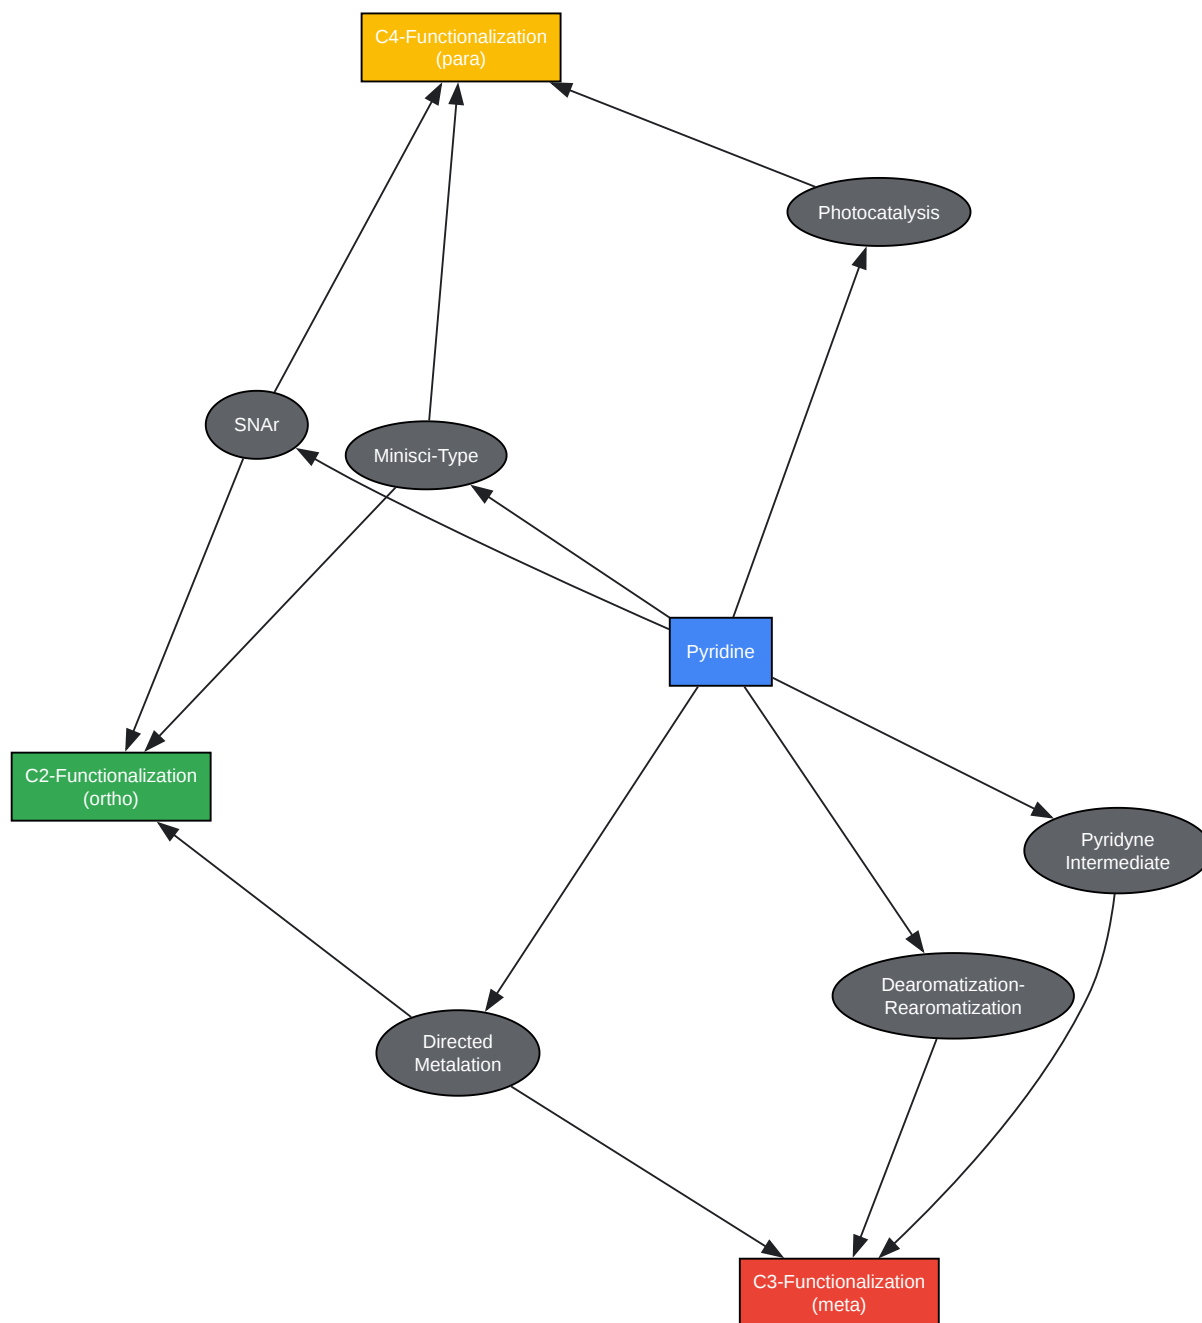 C4-Functionalization
(para)
Photocatalysis
SNAr
Minisci-Type
Pyridine
C2-Functionalization
(ortho)
Pyridyne
Intermediate
Dearomatization-
Rearomatization
Directed
Metalation
C3-Functionalization
(meta)